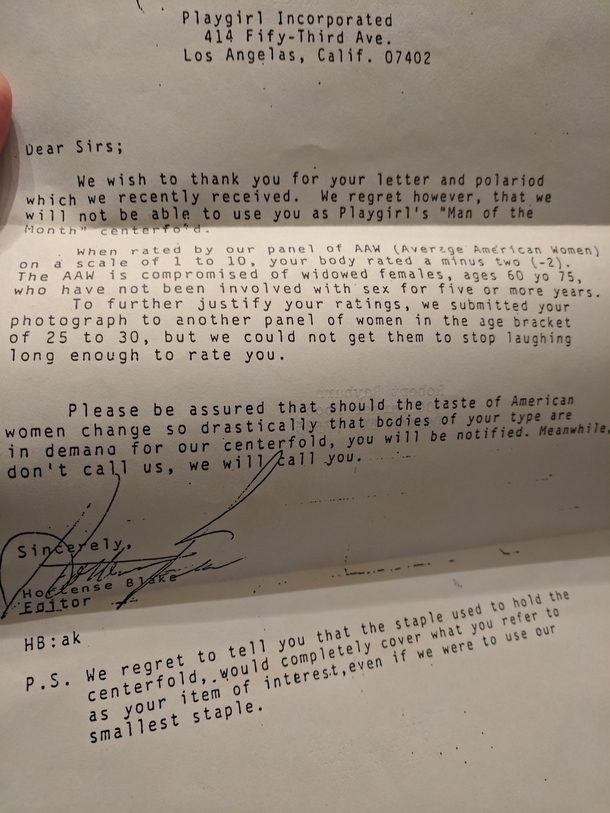 Playgirl Incorporated
414 Fify-Third Ave.
Los Angelas, Calif. 07402
Dear Sirs;
We wish to thank you for your letter and polariod
which we recently received. We regret however, that we
will not be able to use you as Playgirl's "Man of the
Month" centerfold.
When rated by our panel of AAW (Average American Women)
on a scale of 1 to 10, your body rated a minus two (-2).
The AAW is compromised of widowed females, ages 60 yo 75,
who have not been involved with sex for five or more years.
To further justify your ratings, we submitted your
photograph to another panel of women in the age bracket
of 25 to 30, but we could not get them to stop laughing
long enough to rate you.
Please be assured that should the taste of American
women change so drastically that bodies of your type are
in demand for our centerfold, you will be notified. Meanwhile,
don't call us, we will call you.
Sincerely,
Hortense Blake
Editor
HB:ak
P.S. We regret to tell you that the staple used to hold the
centerfold, would completely cover what you refer to
as your item of interest,even if we were to use our
smallest staple.